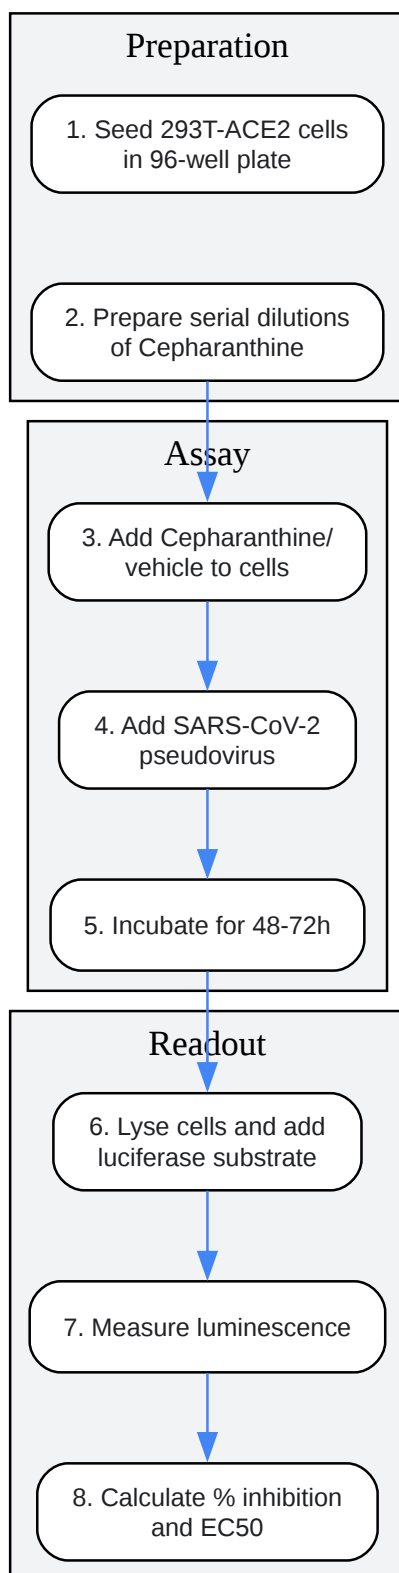 Preparation
1. Seed 293T-ACE2 cells
in 96-well plate
2. Prepare serial dilutions
of Cepharanthine
Assay
3. Add Cepharanthine/
vehicle to cells
4. Add SARS-CoV-2
pseudovirus
5. Incubate for 48-72h
Readout
6. Lyse cells and add
luciferase substrate
7. Measure luminescence
8. Calculate % inhibition
and EC50